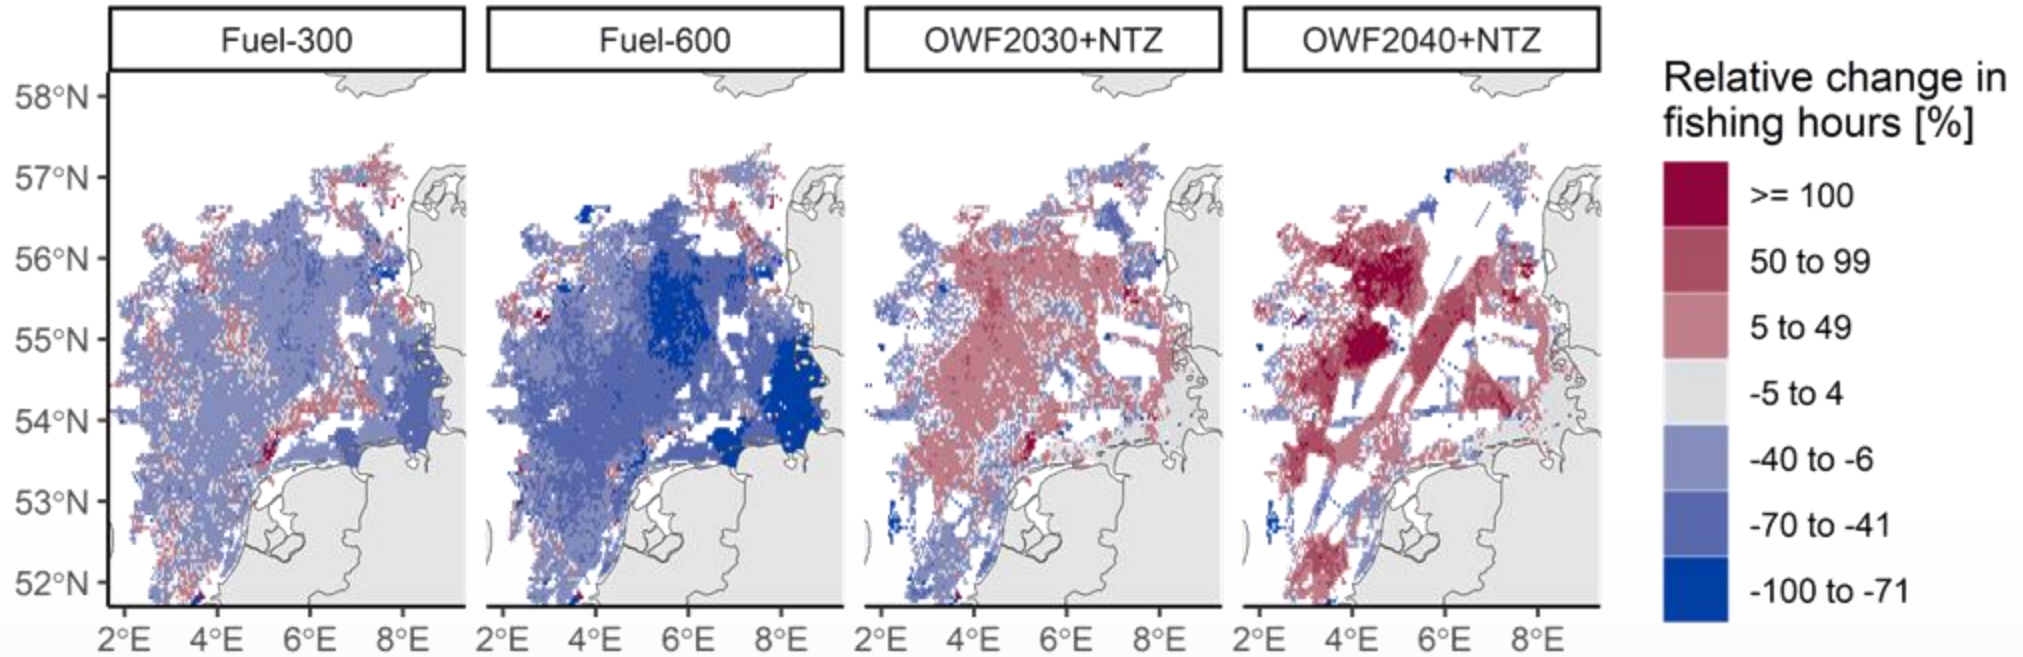 Fuel-300
Fuel-600
OWF2030+NTZ
OWF2040+NTZ
58°N
57°N
56°N
55°N
54°N
53°N
52°N
2°E 4°E 6°E 8°E 2°E 4°E 6°E 8°E 2°E 4°E 6°E 8°E 2°E 4°E 6°E 8°E
Relative change in
fishing hours [%]
>= 100
50 to 99
5 to 49
-5 to 4
-40 to -6
-70 to -41
-100 to -71